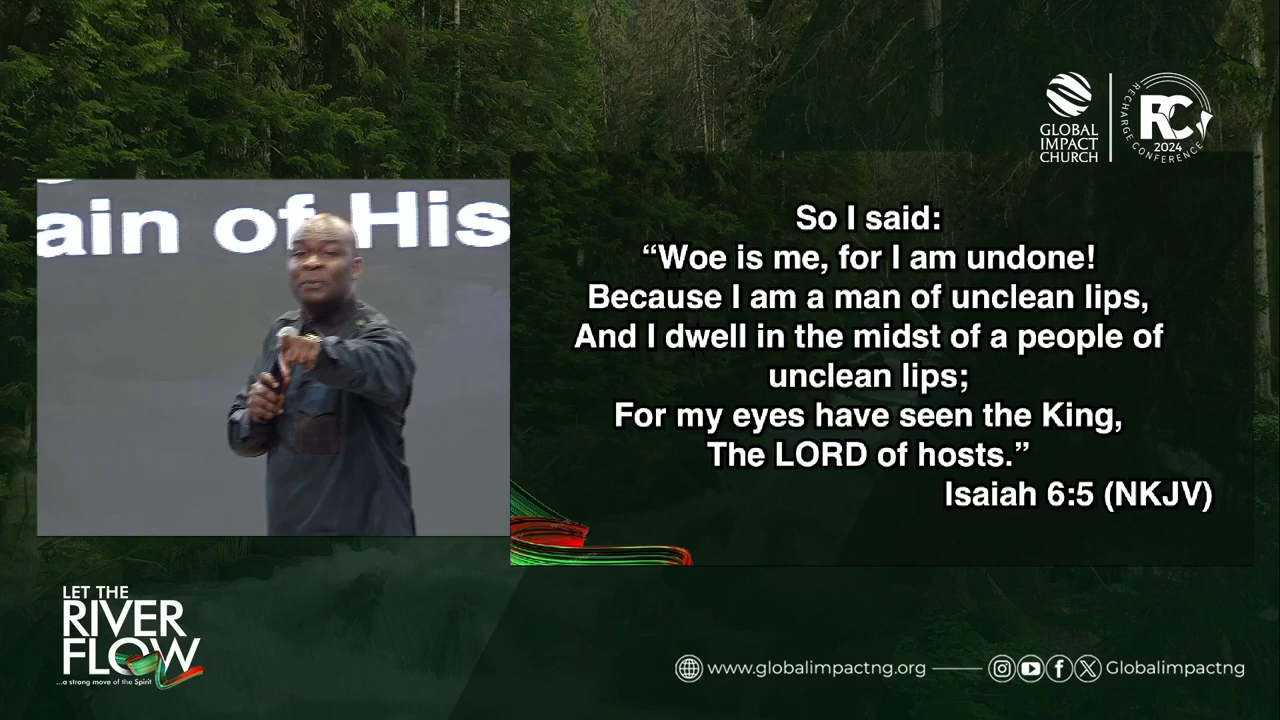 GLOBAL
IMPACT
CHURCH
RECHARGE CONFERENCE
RC
2024
ain of His
So I said:
“Woe is me, for I am undone!
Because I am a man of unclean lips,
And I dwell in the midst of a people of
unclean lips;
For my eyes have seen the King,
The LORD of hosts.”
Isaiah 6:5 (NKJV)
LET THE
RIVER
FLOW
...a strong move of the Spirit
www.globalimpactng.org
Globalimpactng